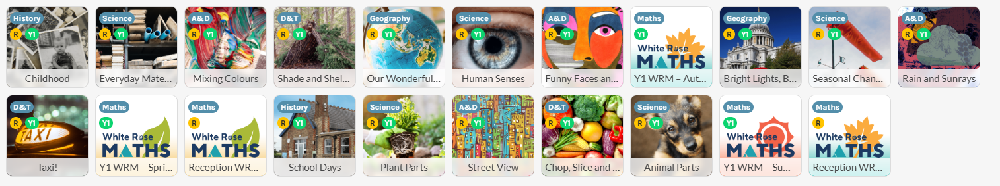 History
R Y1
Childhood
Science
R Y1
Everyday Mate...
A&D
R Y1
Mixing Colours
D&T
R Y1
Shade and Shel...
Geography
R Y1
Our Wonderful...
Science
R Y1
Human Senses
A&D
R Y1
Funny Faces an...
Maths
Y1
White Rose
MATHS
Y1 WRM – Aut...
Geography
R Y1
Bright Lights, B...
Science
R Y1
E
Seasonal Chan...
A&D
R Y1
Rain and Sunrays
D&T
R Y1
TAXI
Taxi!
Maths
Y1
White Rose
MATHS
Y1 WRM – Spri...
Maths
R
White Rose
MATHS
Reception WR...
History
R Y1
School Days
Science
R Y1
Plant Parts
A&D
R Y1
Street View
D&T
R Y1
Chop, Slice and ...
Science
R Y1
Animal Parts
Maths
Y1
White Rose
MATHS
Y1 WRM – Su...
Maths
R
White Rose
MATHS
Reception WR...